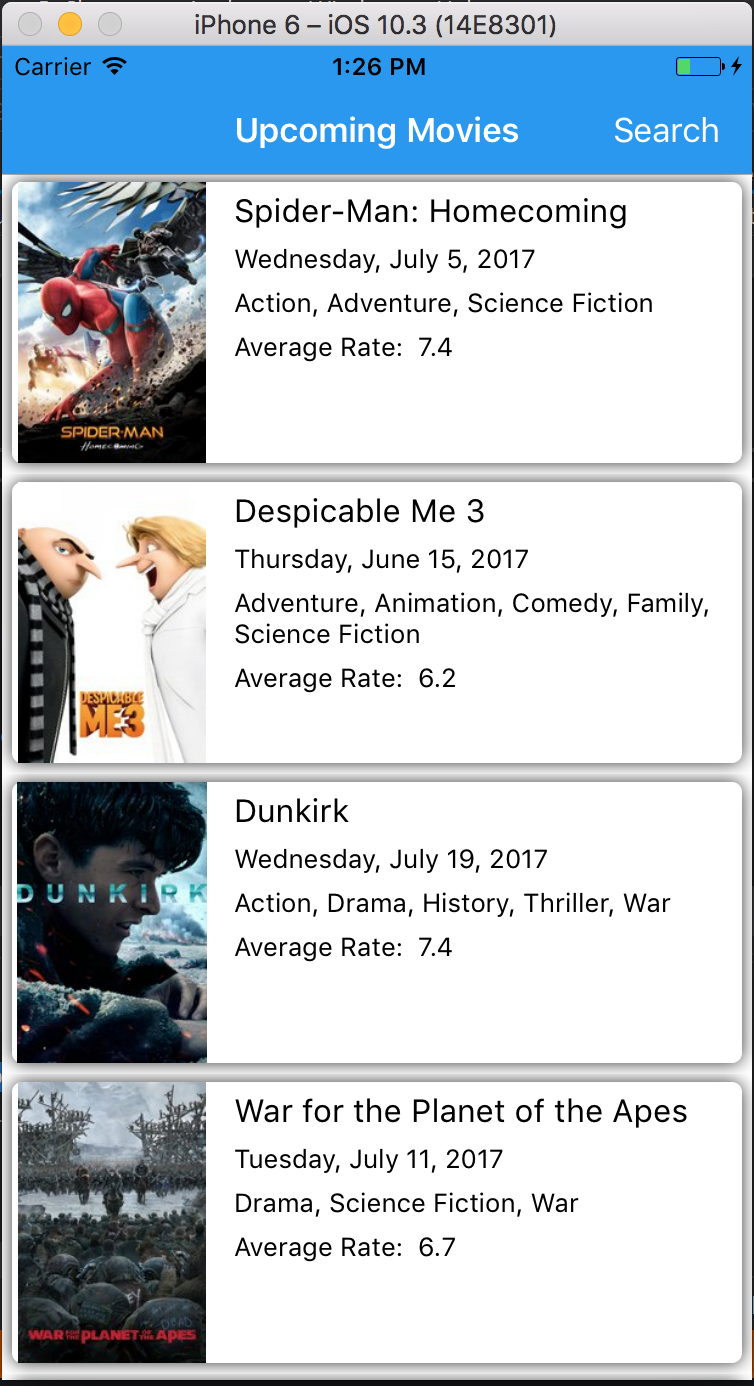 iPhone 6 – iOS 10.3 (14E8301)
Carrier 1:26 PM
Upcoming Movies Search
Spider-Man: Homecoming
Wednesday, July 5, 2017
Action, Adventure, Science Fiction
Average Rate: 7.4
SPIDER-MAN
HOMECOMING
Despicable Me 3
Thursday, June 15, 2017
Adventure, Animation, Comedy, Family,
Science Fiction
Average Rate: 6.2
DESPICABLE
ME3
Dunkirk
Wednesday, July 19, 2017
Action, Drama, History, Thriller, War
Average Rate: 7.4
DUNKIRK
War for the Planet of the Apes
Tuesday, July 11, 2017
Drama, Science Fiction, War
Average Rate: 6.7
WAR FOR THE PLANET OF THE APES